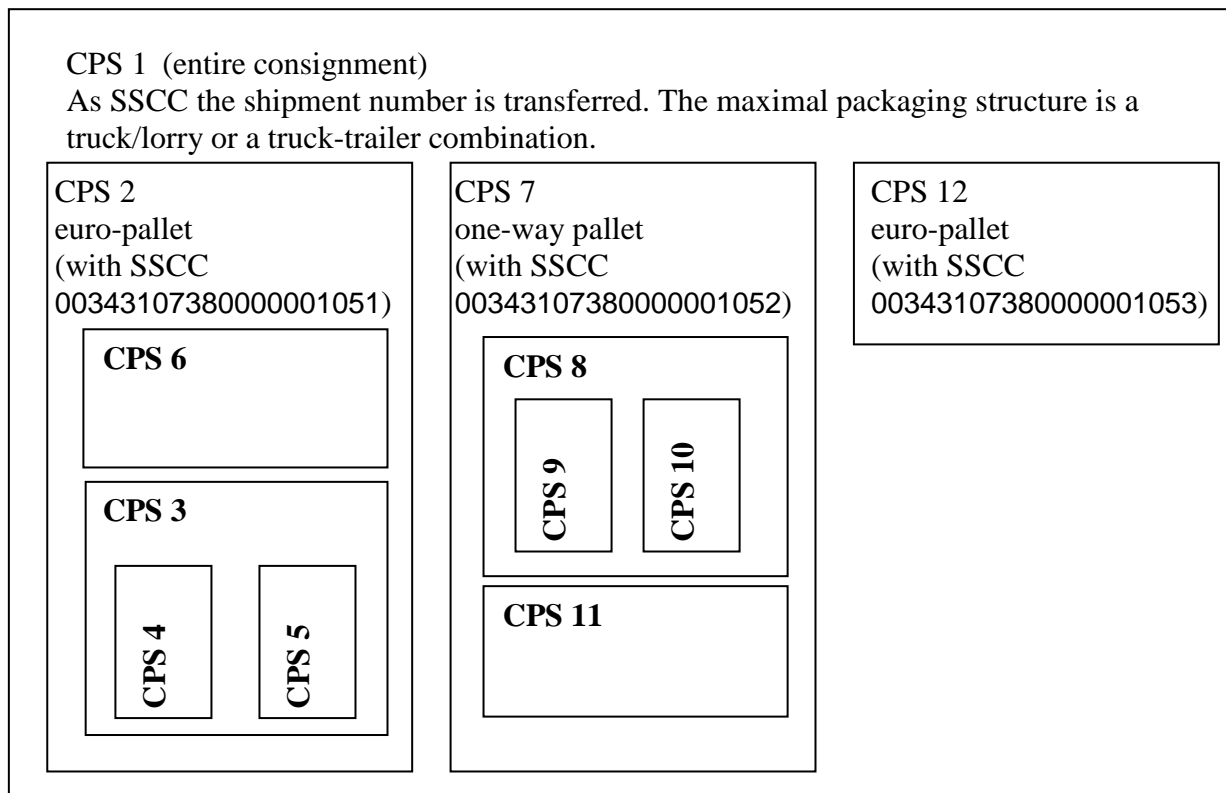 CPS 1 (entire consignment)
As SSCC the shipment number is transferred. The maximal packaging structure is a
truck/lorry or a truck-trailer combination.
CPS 2
euro-pallet
(with SSCC
00343107380000001051)
CPS 6
CPS 3
CPS 4
CPS 5
CPS 7
one-way pallet
(with SSCC
00343107380000001052)
CPS 8
CPS 9
CPS 10
CPS 11
CPS 12
euro-pallet
(with SSCC
00343107380000001053)